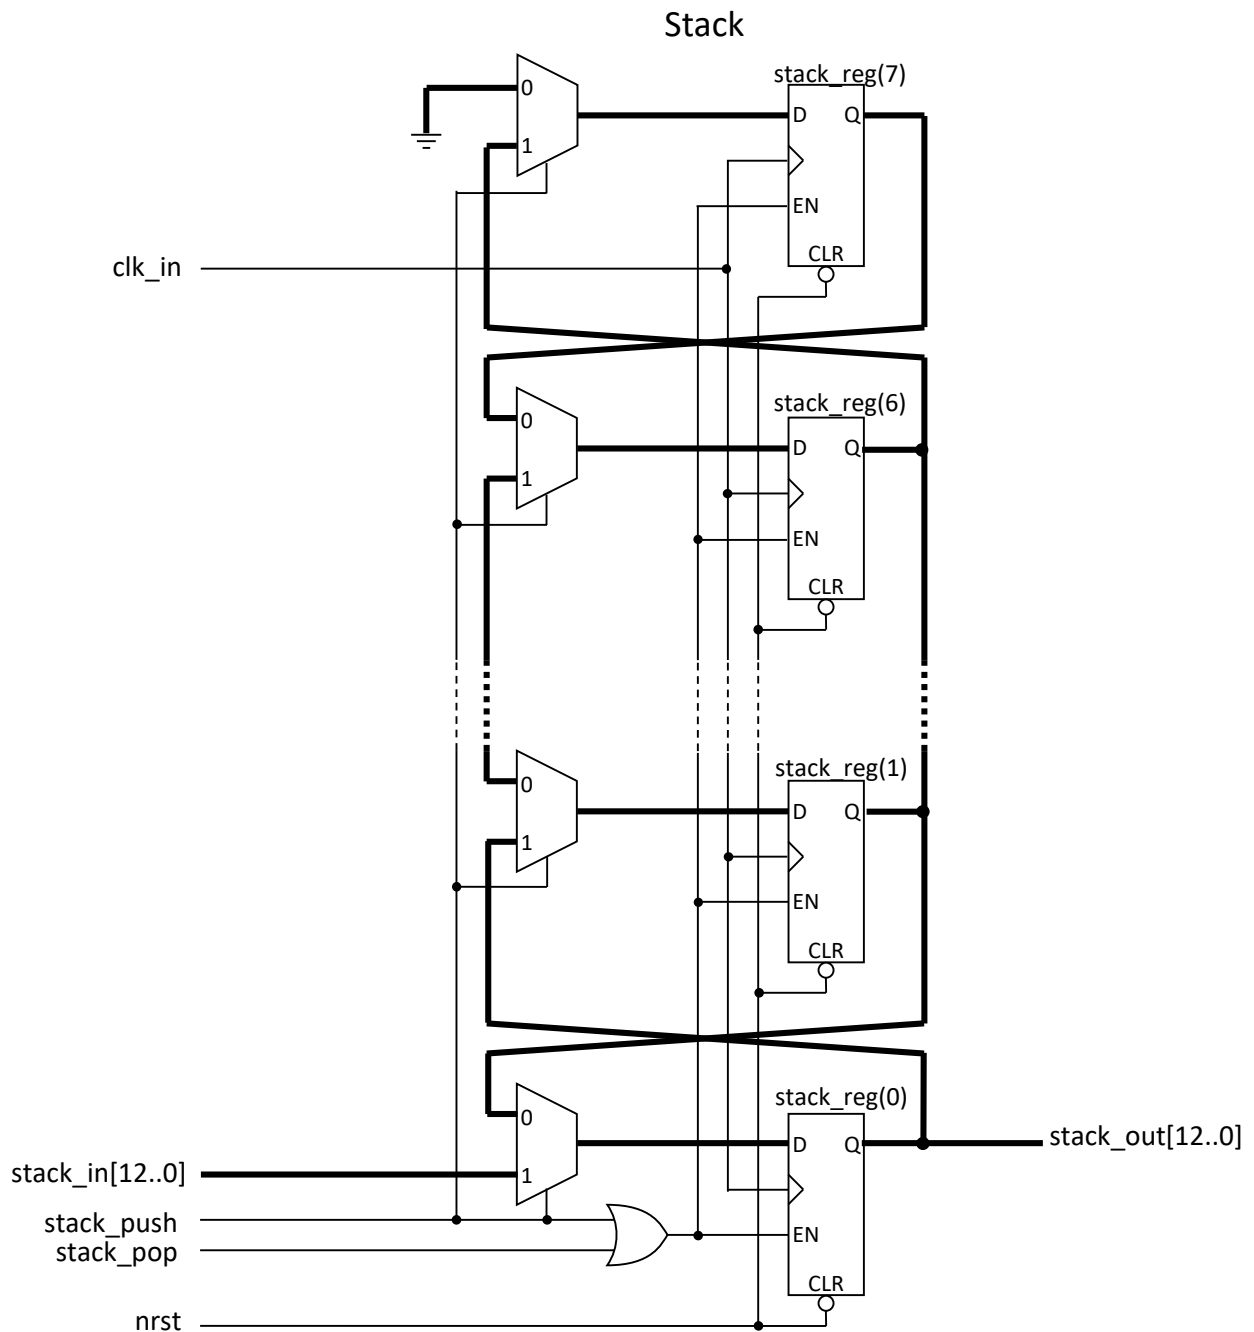 Stack
stack_reg(7)
0
D
Q
1
EN
CLR
clk_in
stack_reg(6)
0
D
Q
1
EN
CLR
stack_reg(1)
0
D
Q
1
EN
CLR
stack_reg(0)
0
D
Q
stack_out[12..0]
stack_in[12..0]
1
stack_push
EN
stack_pop
CLR
nrst